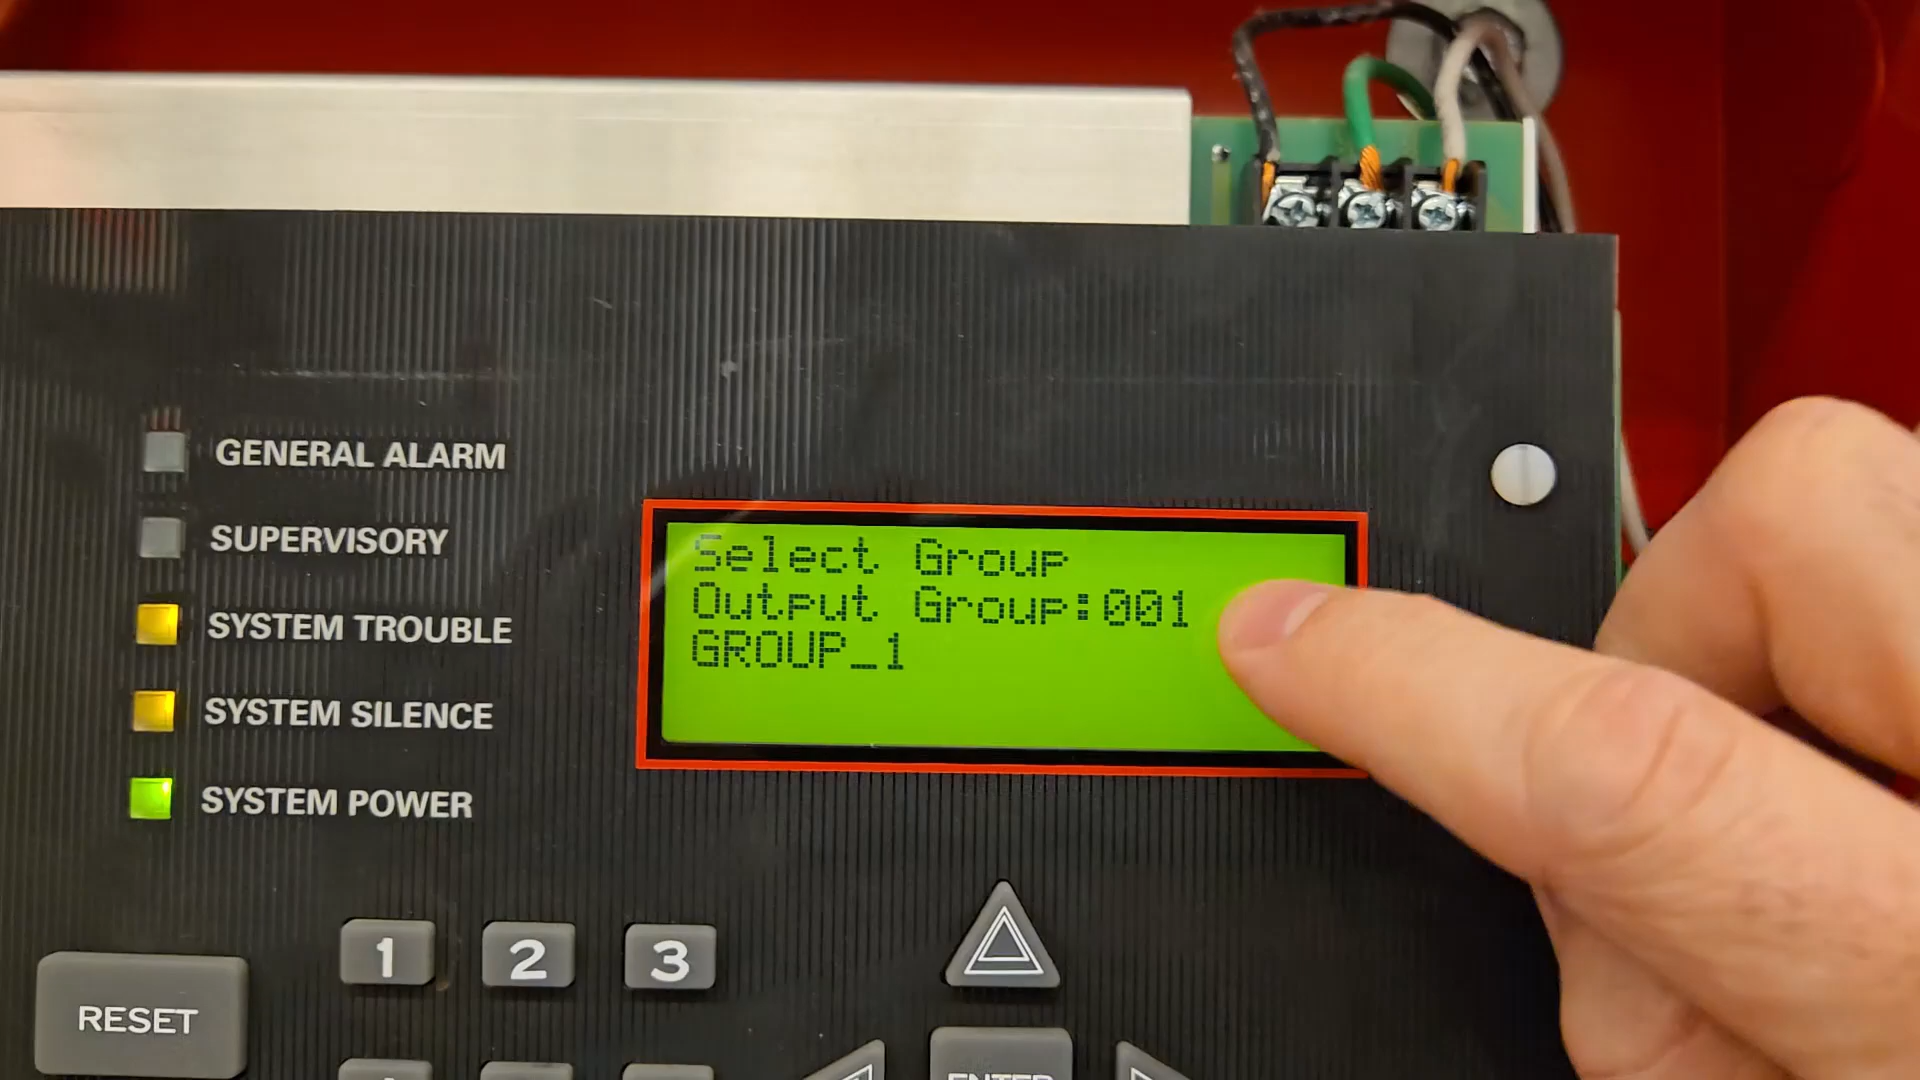 GENERAL ALARM
SUPERVISORY
SYSTEM TROUBLE
SYSTEM SILENCE
SYSTEM POWER
Select Group
Output Group:001
GROUP_1
1
2
3
RESET
ENTER